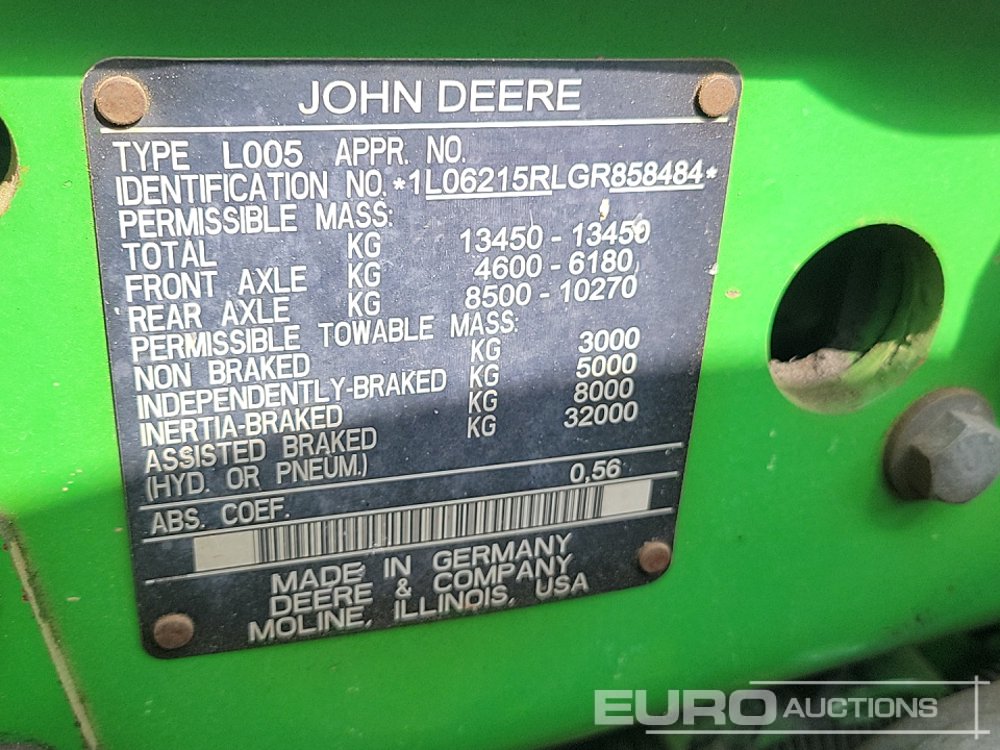 JOHN DEERE
TYPE L005 APPR. NO.
IDENTIFICATION NO. *1L06215RLGR858484*
PERMISSIBLE MASS:
TOTAL KG 13450 - 13450
FRONT AXLE KG 4600 - 6180
REAR AXLE KG 8500 - 10270
PERMISSIBLE TOWABLE MASS:
NON BRAKED KG 3000
INDEPENDENTLY-BRAKED KG 5000
INERTIA-BRAKED KG 8000
ASSISTED BRAKED KG 32000
(HYD. OR PNEUM.)
ABS. COEF. 0,56
MADE IN GERMANY
DEERE & COMPANY
MOLINE, ILLINOIS, USA
EURO AUCTIONS